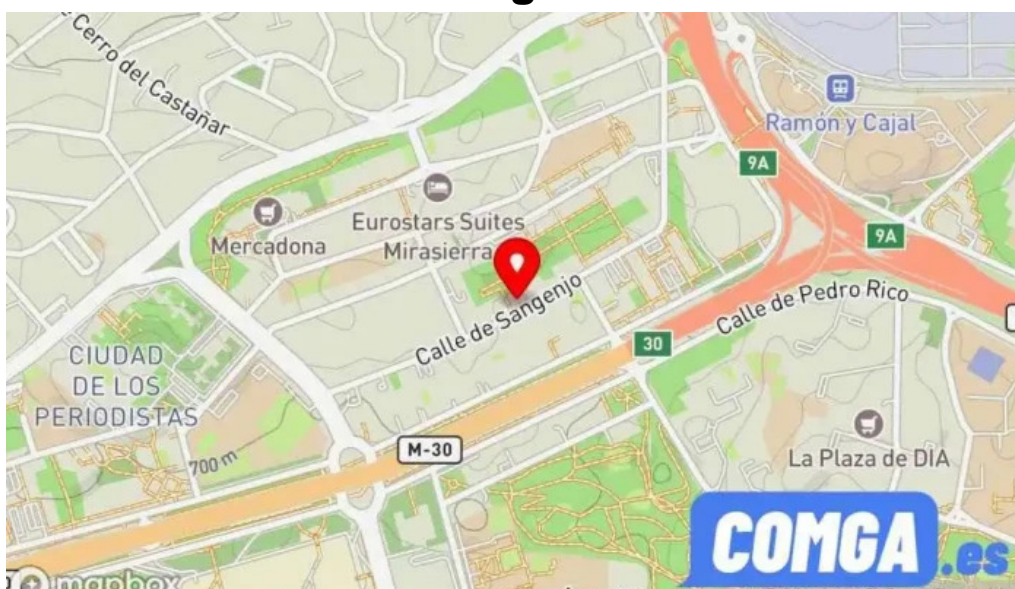 Cerro del Castañar
Ramón y Cajal
9A
Eurostars Suites
Mirasierra
Mercadona
9A
Calle de Sangenjo
Calle de Pedro Rico
30
CIUDAD
DE LOS
PERIODISTAS
M-30
700 m
La Plaza de DIA
COMGA.es
mapbox